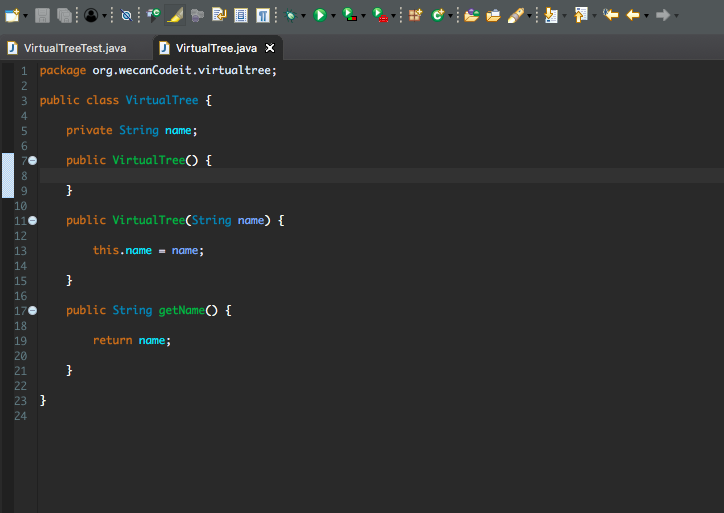 VirtualTreeTest.java VirtualTree.java
1 package org.wecanCodeit.virtualtree;
2
3 public class VirtualTree {
4
5 private String name;
6
7 public VirtualTree() {
8
9 }
10
11 public VirtualTree(String name) {
12
13 this.name = name;
14
15 }
16
17 public String getName() {
18
19 return name;
20
21 }
22
23 }
24